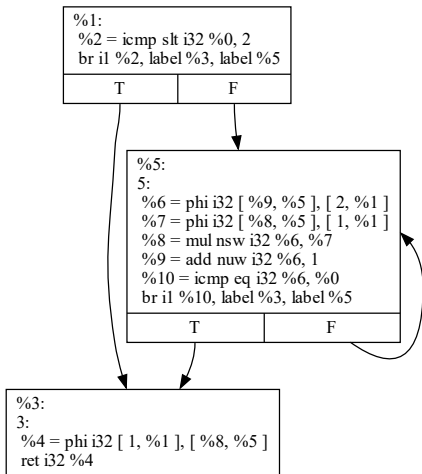 %1:
%2 = icmp slt i32 %0, 2
br i1 %2, label %3, label %5
T F
%5:
5:
%6 = phi i32 [ %9, %5 ], [ 2, %1 ]
%7 = phi i32 [ %8, %5 ], [ 1, %1 ]
%8 = mul nsw i32 %6, %7
%9 = add nuw i32 %6, 1
%10 = icmp eq i32 %6, %0
br i1 %10, label %3, label %5
T F
%3:
3:
%4 = phi i32 [ 1, %1 ], [ %8, %5 ]
ret i32 %4